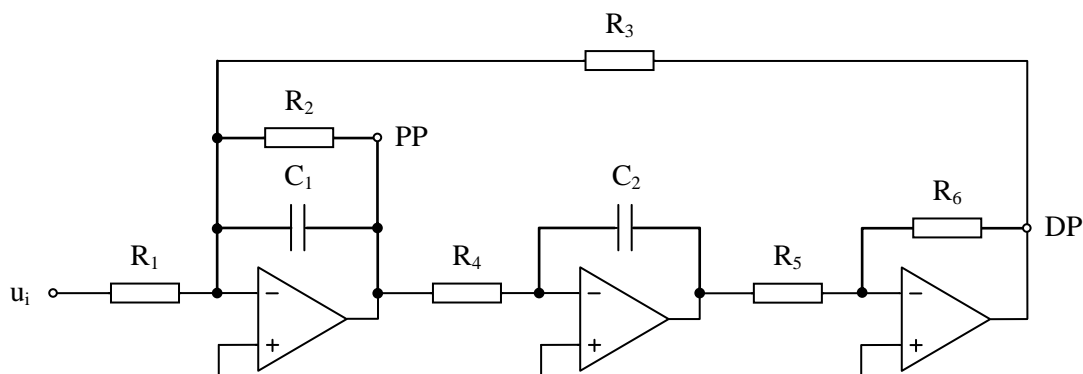 R₃
R₂
PP
C₁
C₂
R₆
DP
R₁
R₄
R₅
uᵢ
− − −
+ + +